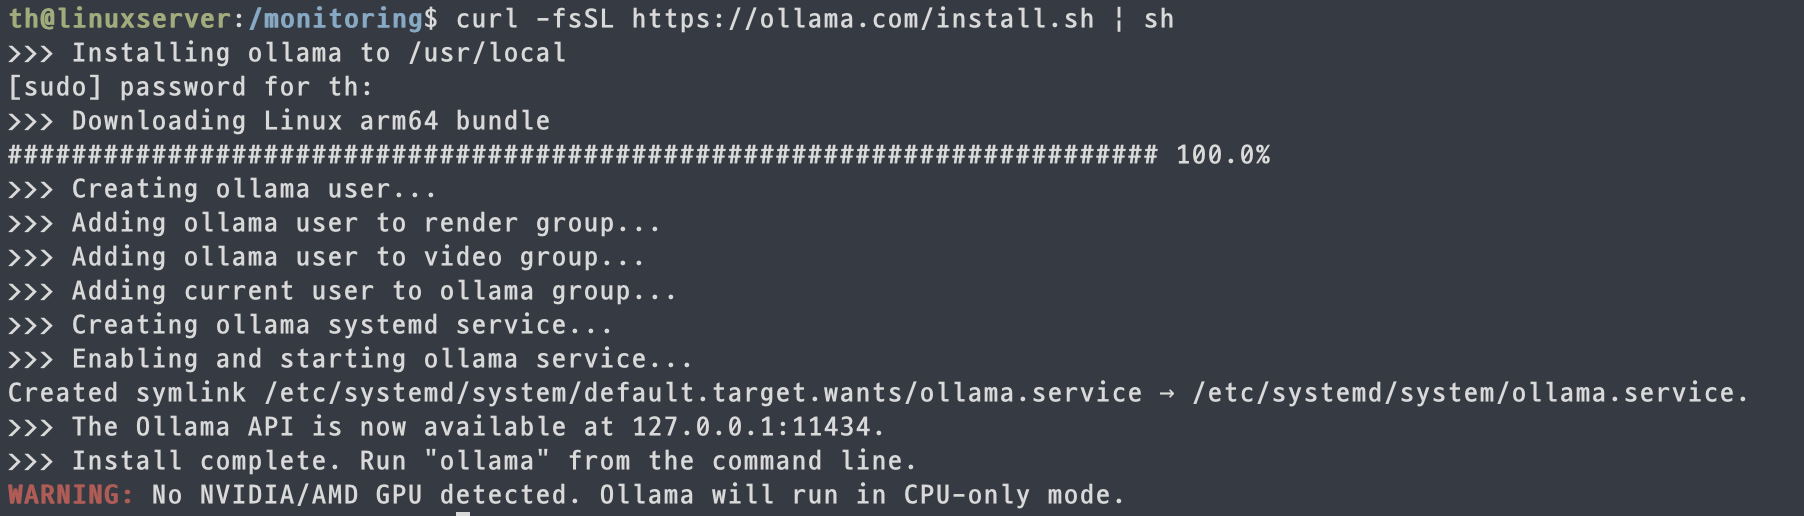 th@linuxserver:/monitoring$ curl -fsSL https://ollama.com/install.sh | sh
>>> Installing ollama to /usr/local
[sudo] password for th:
>>> Downloading Linux arm64 bundle
######################################################################## 100.0%
>>> Creating ollama user...
>>> Adding ollama user to render group...
>>> Adding ollama user to video group...
>>> Adding current user to ollama group...
>>> Creating ollama systemd service...
>>> Enabling and starting ollama service...
Created symlink /etc/systemd/system/default.target.wants/ollama.service → /etc/systemd/system/ollama.service.
>>> The Ollama API is now available at 127.0.0.1:11434.
>>> Install complete. Run "ollama" from the command line.
WARNING: No NVIDIA/AMD GPU detected. Ollama will run in CPU-only mode.